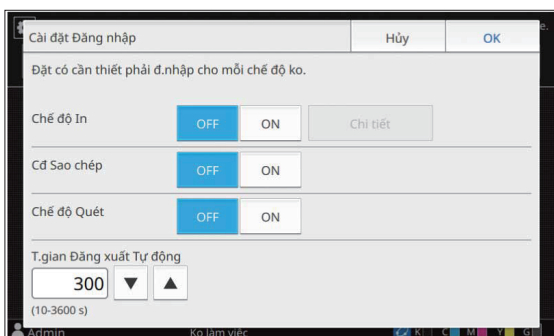 Cài đặt Đăng nhập
Hủy
OK
e.
Đặt có cần thiết phải đ.nhập cho mỗi chế độ ko.
Chế độ In
OFF
ON
Chi tiết
Cđ Sao chép
OFF
ON
Chế độ Quét
OFF
ON
T.gian Đăng xuất Tự động
300
(10-3600 s)
Admin
Ko làm việc
K
C
M
Y
G